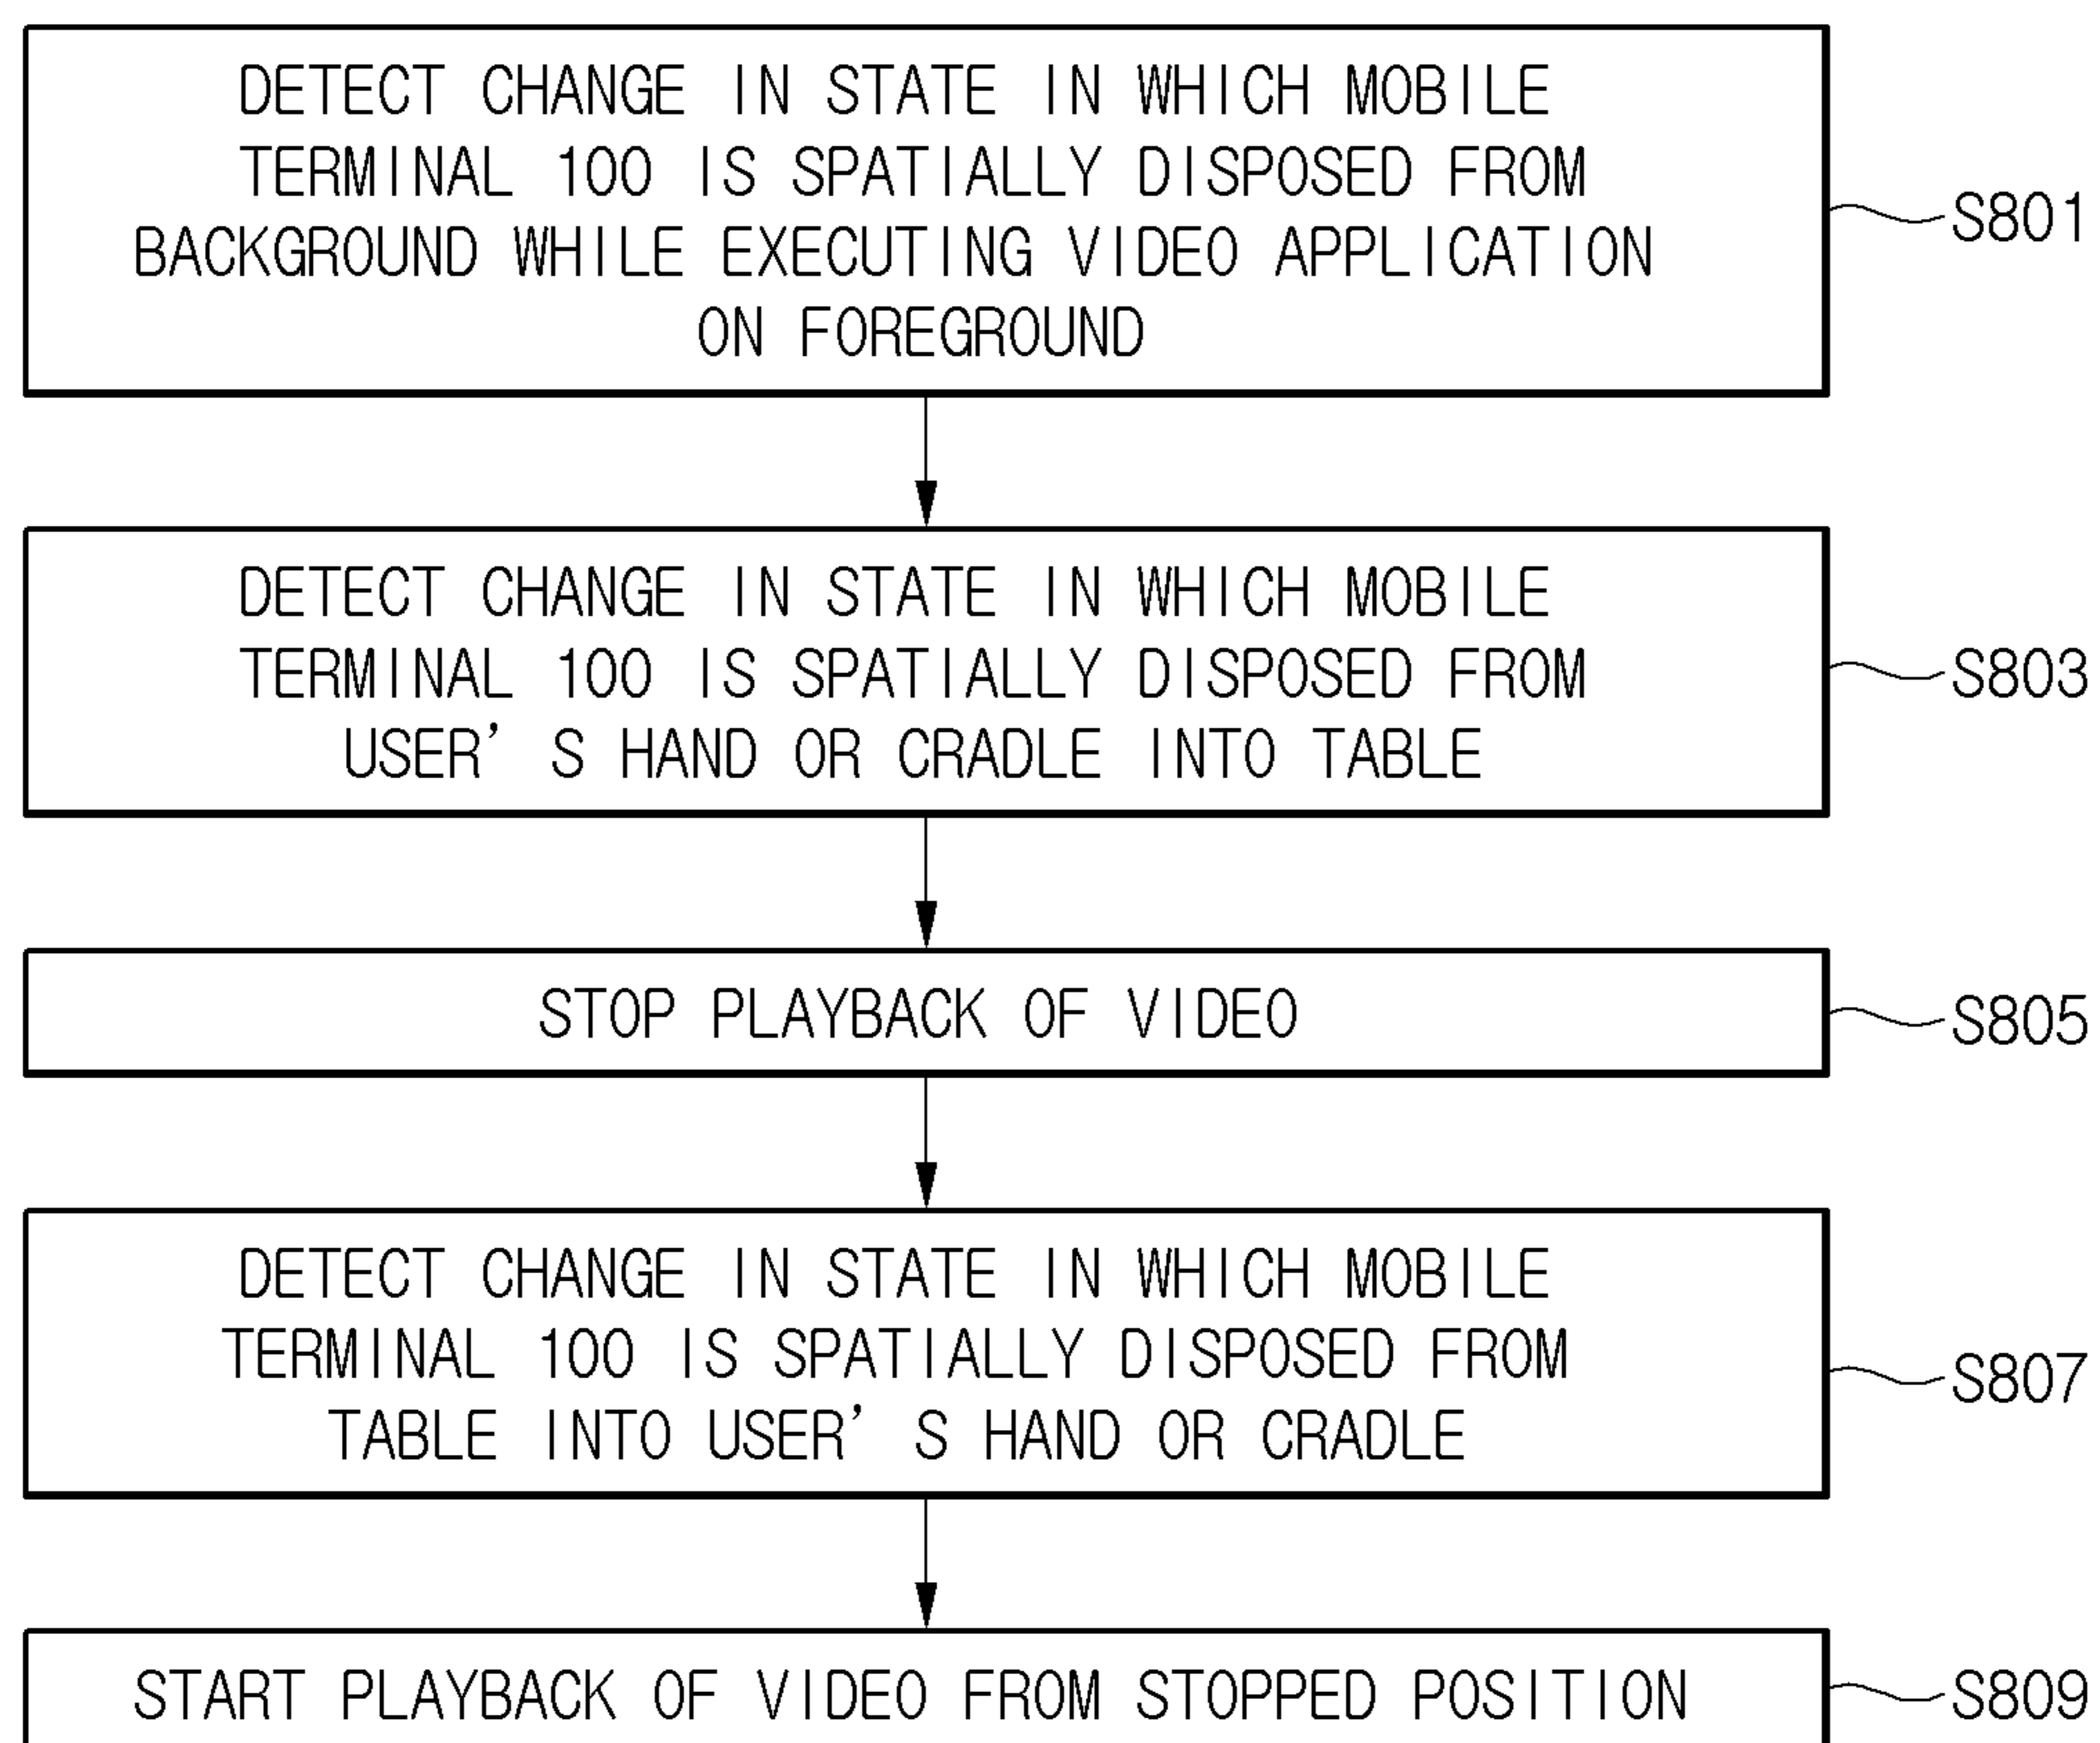 DETECT CHANGE IN STATE IN WHICH MOBILE
TERMINAL 100 IS SPATIALLY DISPOSED FROM
BACKGROUND WHILE EXECUTING VIDEO APPLICATION
ON FOREGROUND
S801
DETECT CHANGE IN STATE IN WHICH MOBILE
TERMINAL 100 IS SPATIALLY DISPOSED FROM
USER'S HAND OR CRADLE INTO TABLE
S803
STOP PLAYBACK OF VIDEO
S805
DETECT CHANGE IN STATE IN WHICH MOBILE
TERMINAL 100 IS SPATIALLY DISPOSED FROM
TABLE INTO USER'S HAND OR CRADLE
S807
START PLAYBACK OF VIDEO FROM STOPPED POSITION
S809